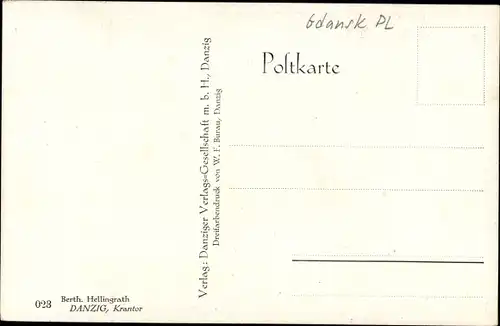 Gdansk PL
Poſtkarte
Verlag: Danziger Verlags=Gesellschaft m. b. H., Danzig
Dreifarbendruck von W. F. Burau, Danzig
023 Berth. Hellingrath
DANZIG, Krantor